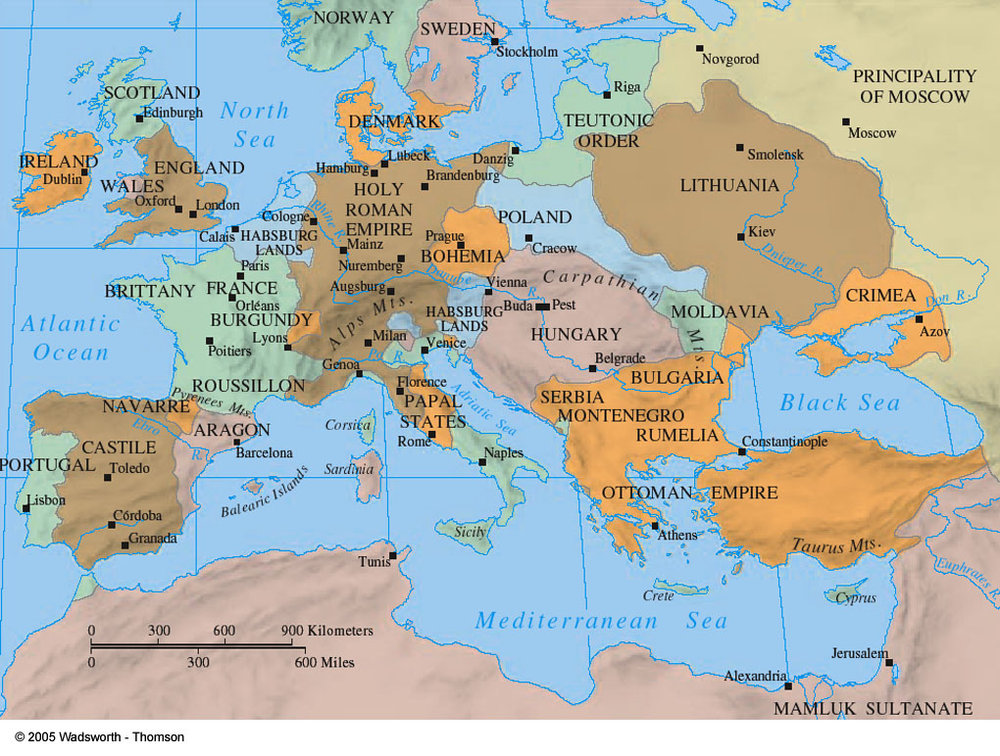 NORWAY
SWEDEN
Stockholm
Novgorod
PRINCIPALITY
OF MOSCOW
Moscow
SCOTLAND
Edinburgh
North
Sea
Riga
TEUTONIC
ORDER
DENMARK
Lübeck
Hamburg
Danzig
Brandenburg
Smolensk
LITHUANIA
IRELAND
Dublin
ENGLAND
WALES
Oxford
London
HOLY
ROMAN
EMPIRE
Cologne
Rhine R.
Calais
HABSBURG
LANDS
Mainz
Nuremberg
Prague
BOHEMIA
POLAND
Cracow
Kiev
Dnieper R.
Paris
BRITTANY
FRANCE
Orléans
Augsburg
Danube R.
Vienna
Carpathian Mts.
CRIMEA
Don R.
Azov
Atlantic
Ocean
BURGUNDY
Lyons
Poitiers
Alps Mts.
HABSBURG
LANDS
Buda
Pest
HUNGARY
MOLDAVIA
Milan
Venice
Po R.
Genoa
Belgrade
BULGARIA
ROUSSILLON
Pyrenees Mts.
Florence
PAPAL
STATES
Adriatic Sea
SERBIA
MONTENEGRO
RUMELIA
Black Sea
NAVARRE
Ebro R.
ARAGON
Barcelona
Corsica
Rome
Constantinople
PORTUGAL
CASTILE
Toledo
Sardinia
Naples
Balearic Islands
Lisbon
OTTOMAN EMPIRE
Córdoba
Granada
Sicily
Athens
Taurus Mts.
Tunis
Euphrates R.
Crete
Cyprus
0 300 600 900 Kilometers
0 300 600 Miles
Mediterranean Sea
Jerusalem
Alexandria
MAMLUK SULTANATE
© 2005 Wadsworth - Thomson